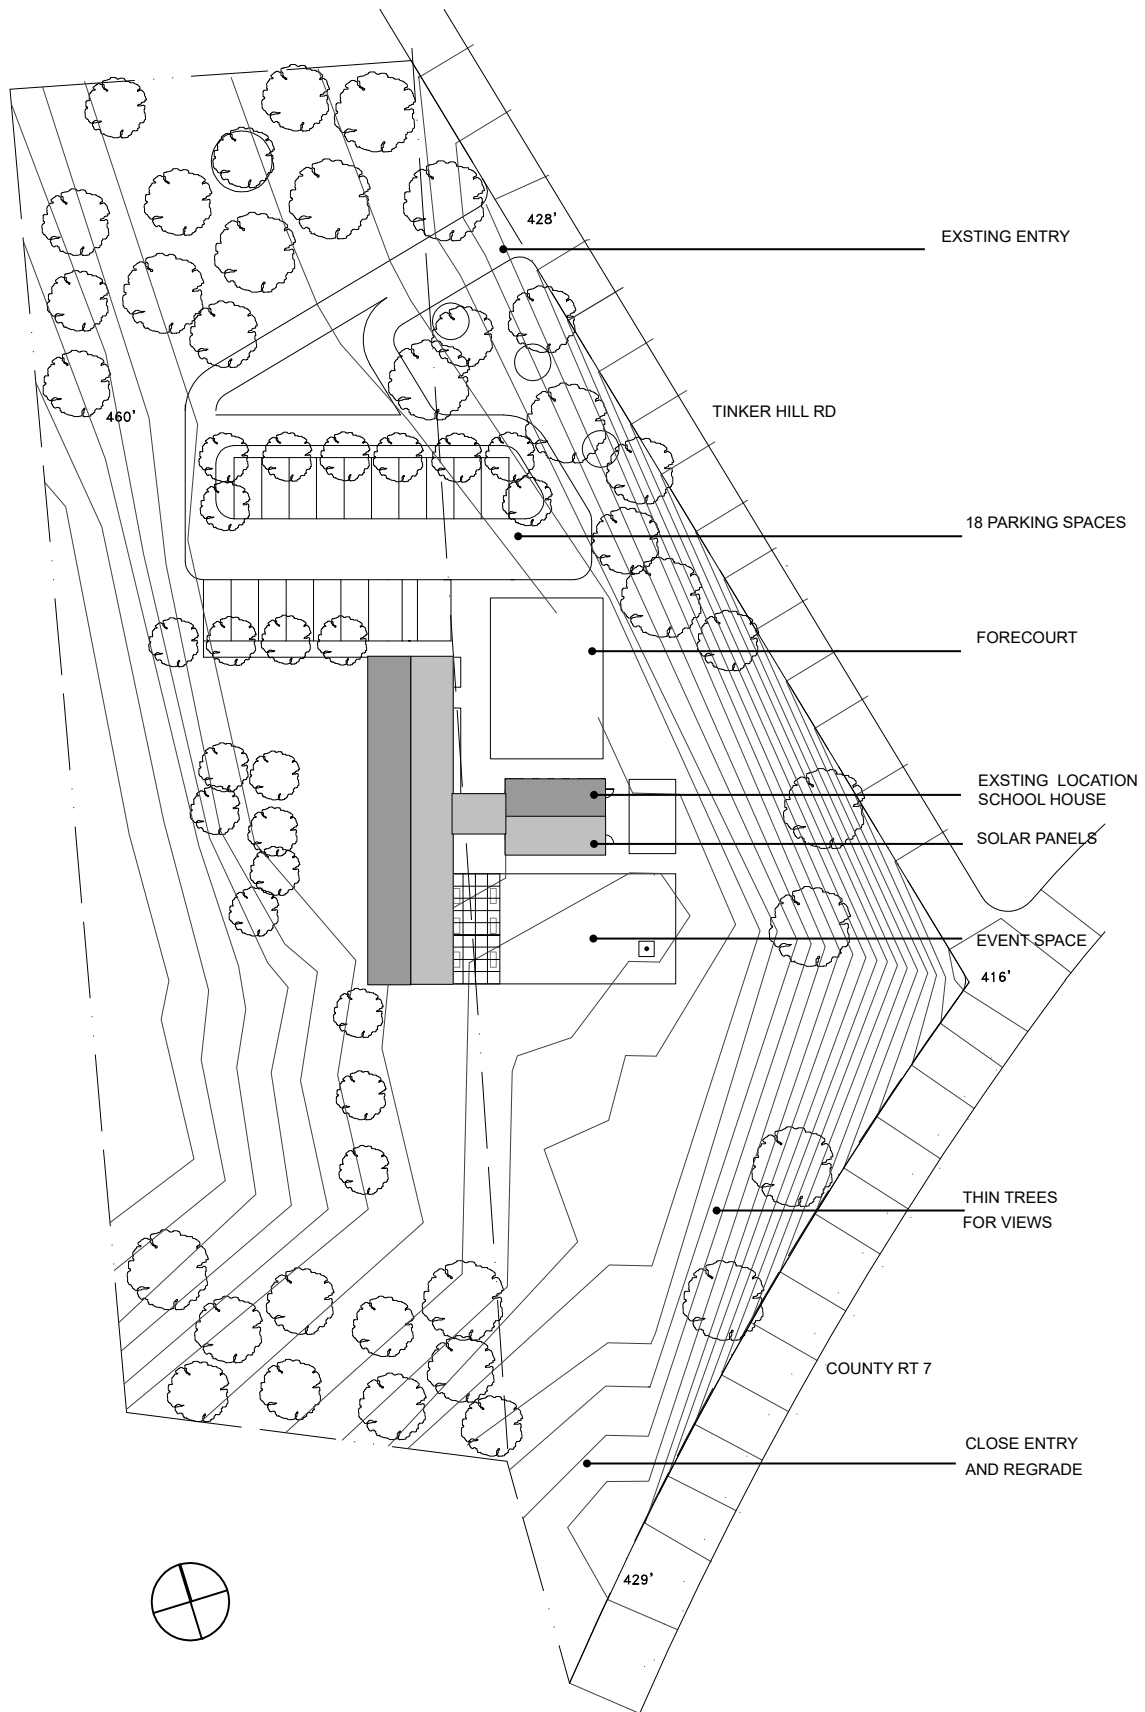 428'
EXSTING ENTRY
460'
TINKER HILL RD
18 PARKING SPACES
FORECOURT
EXSTING LOCATION
SCHOOL HOUSE
SOLAR PANELS
EVENT SPACE
416'
THIN TREES
FOR VIEWS
COUNTY RT 7
CLOSE ENTRY
AND REGRADE
429'